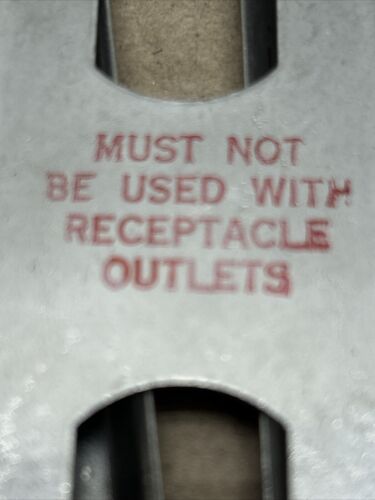 MUST NOT
BE USED WITH
RECEPTACLE
OUTLETS